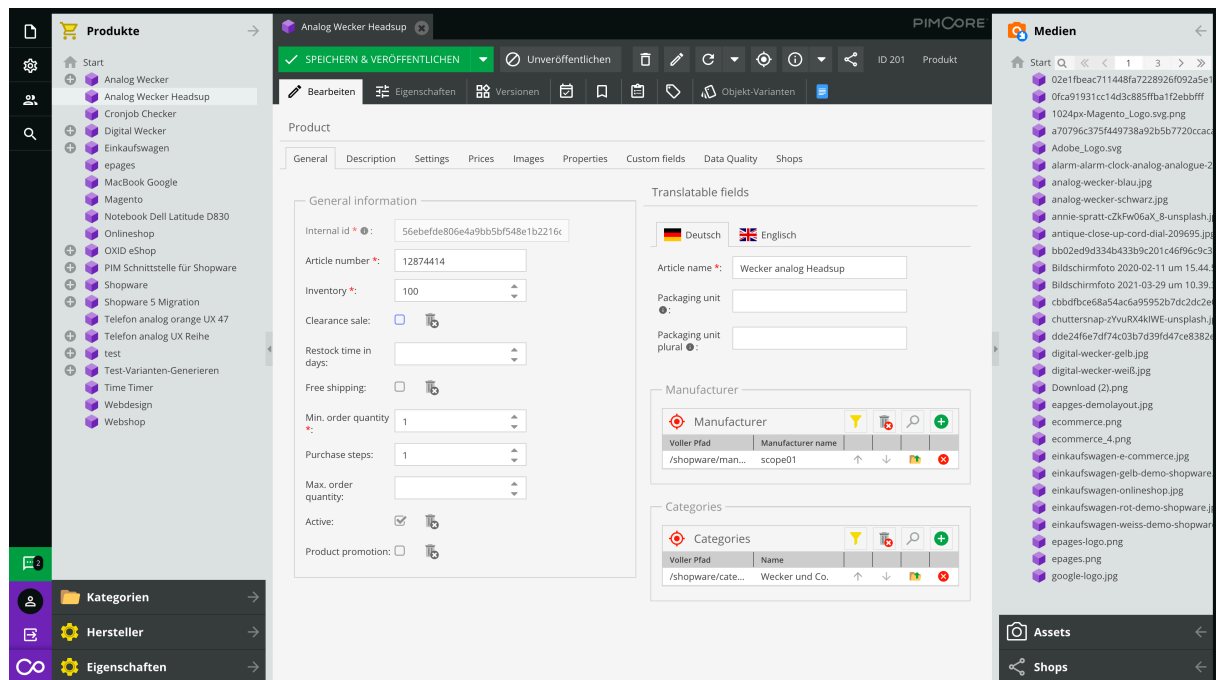 Produkte
Start
Analog Wecker
Analog Wecker Headsup
Cronjob Checker
Digital Wecker
Einkaufswagen
epages
MacBook Google
Magento
Notebook Dell Latitude D830
Onlineshop
OXID eShop
PIM Schnittstelle für Shopware
Shopware
Shopware 5 Migration
Telefon analog orange UX 47
Telefon analog UX Reihe
test
Test-Varianten-Generieren
Time Timer
Webdesign
Webshop
2
Kategorien
Hersteller
Eigenschaften
Analog Wecker Headsup
PIMCORE
SPEICHERN & VERÖFFENTLICHEN
Unveröffentlichen
ID 201
Produkt
Bearbeiten
Eigenschaften
Versionen
Objekt-Varianten
Product
General Description Settings Prices Images Properties Custom fields Data Quality Shops
General information
Internal id * : 56ebefde806e4a9bb5bf548e1b2216c
Article number *: 12874414
Inventory *: 100
Clearance sale:
Restock time in
days:
Free shipping:
Min. order quantity
*: 1
Purchase steps: 1
Max. order
quantity:
Active:
Product promotion:
Translatable fields
Deutsch Englisch
Article name *: Wecker analog Headsup
Packaging unit
:
Packaging unit
plural :
Manufacturer
Manufacturer
Voller Pfad Manufacturer name
/shopware/man... scope01
Categories
Categories
Voller Pfad Name
/shopware/cate... Wecker und Co.
Medien
Start 1 3
02e1fbeac711448fa7228926f092a5e1
0fca91931cc14d3c885ffba1f2ebbfff
1024px-Magento_Logo.svg.png
a70796c375f449738a92b5b7720ccaca
Adobe_Logo.svg
alarm-alarm-clock-analog-analogue-2
analog-wecker-blau.jpg
analog-wecker-schwarz.jpg
annie-spratt-cZkFw06aX_8-unsplash.j
antique-close-up-cord-dial-209695.jpg
bb02ed9d334b433b9c201c46f96c9c3
Bildschirmfoto 2020-02-11 um 15.44.5
Bildschirmfoto 2021-03-29 um 10.39.
cbbdfbce68a54ac6a95952b7dc2dc2e
chuttersnap-zYvuRX4kIWE-unsplash.j
dde24f6e7df74c03b7d39fd47ce8382e
digital-wecker-gelb.jpg
digital-wecker-weiß.jpg
Download (2).png
eapges-demolayout.jpg
ecommerce.png
ecommerce_4.png
einkaufswagen-e-commerce.jpg
einkaufswagen-gelb-demo-shopware.
einkaufswagen-onlineshop.jpg
einkaufswagen-rot-demo-shopware.j
einkaufswagen-weiss-demo-shopware
epages-logo.png
epages.png
google-logo.jpg
Assets
Shops